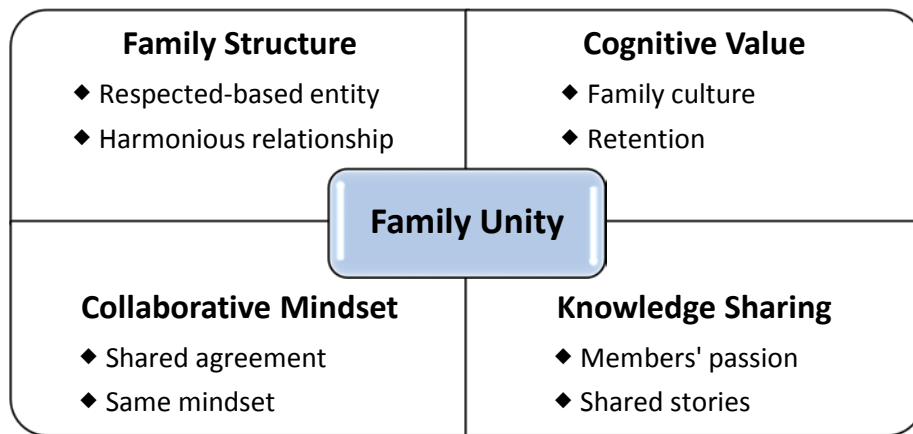 Family Structure
◆ Respected-based entity
◆ Harmonious relationship
Cognitive Value
◆ Family culture
◆ Retention
Family Unity
Collaborative Mindset
◆ Shared agreement
◆ Same mindset
Knowledge Sharing
◆ Members' passion
◆ Shared stories